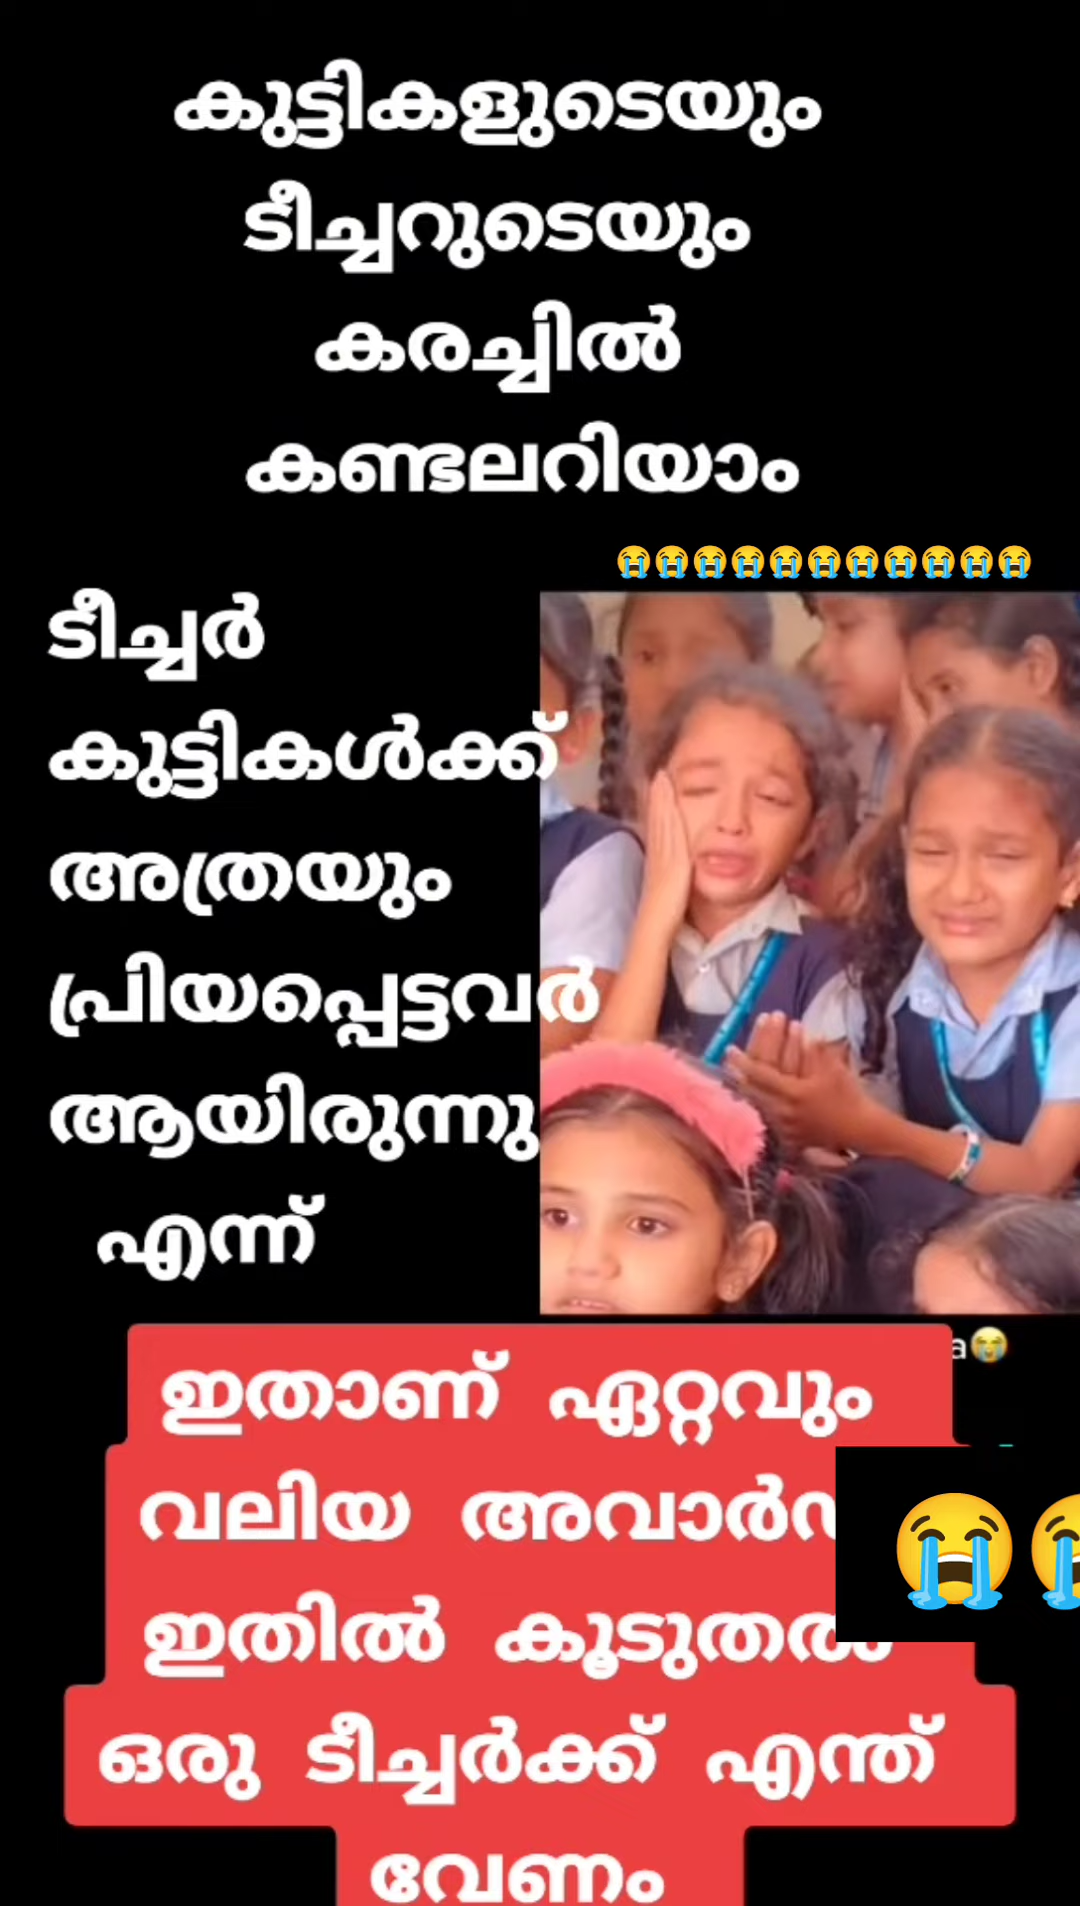 കുട്ടികളുടെയും
ടീച്ചറുടെയും
കരച്ചിൽ
കണ്ടലറിയാം
😭😭😭😭😭😭😭😭😭😭😭
ടീച്ചർ
കുട്ടികൾക്ക്
അത്രയും
പ്രിയപ്പെട്ടവർ
ആയിരുന്നു
എന്ന്
ഇതാണ് ഏറ്റവും
വലിയ
ഇതിൽ കൂടുതൽ
ഒരു ടീച്ചർക്ക് എന്ത്
വേണം